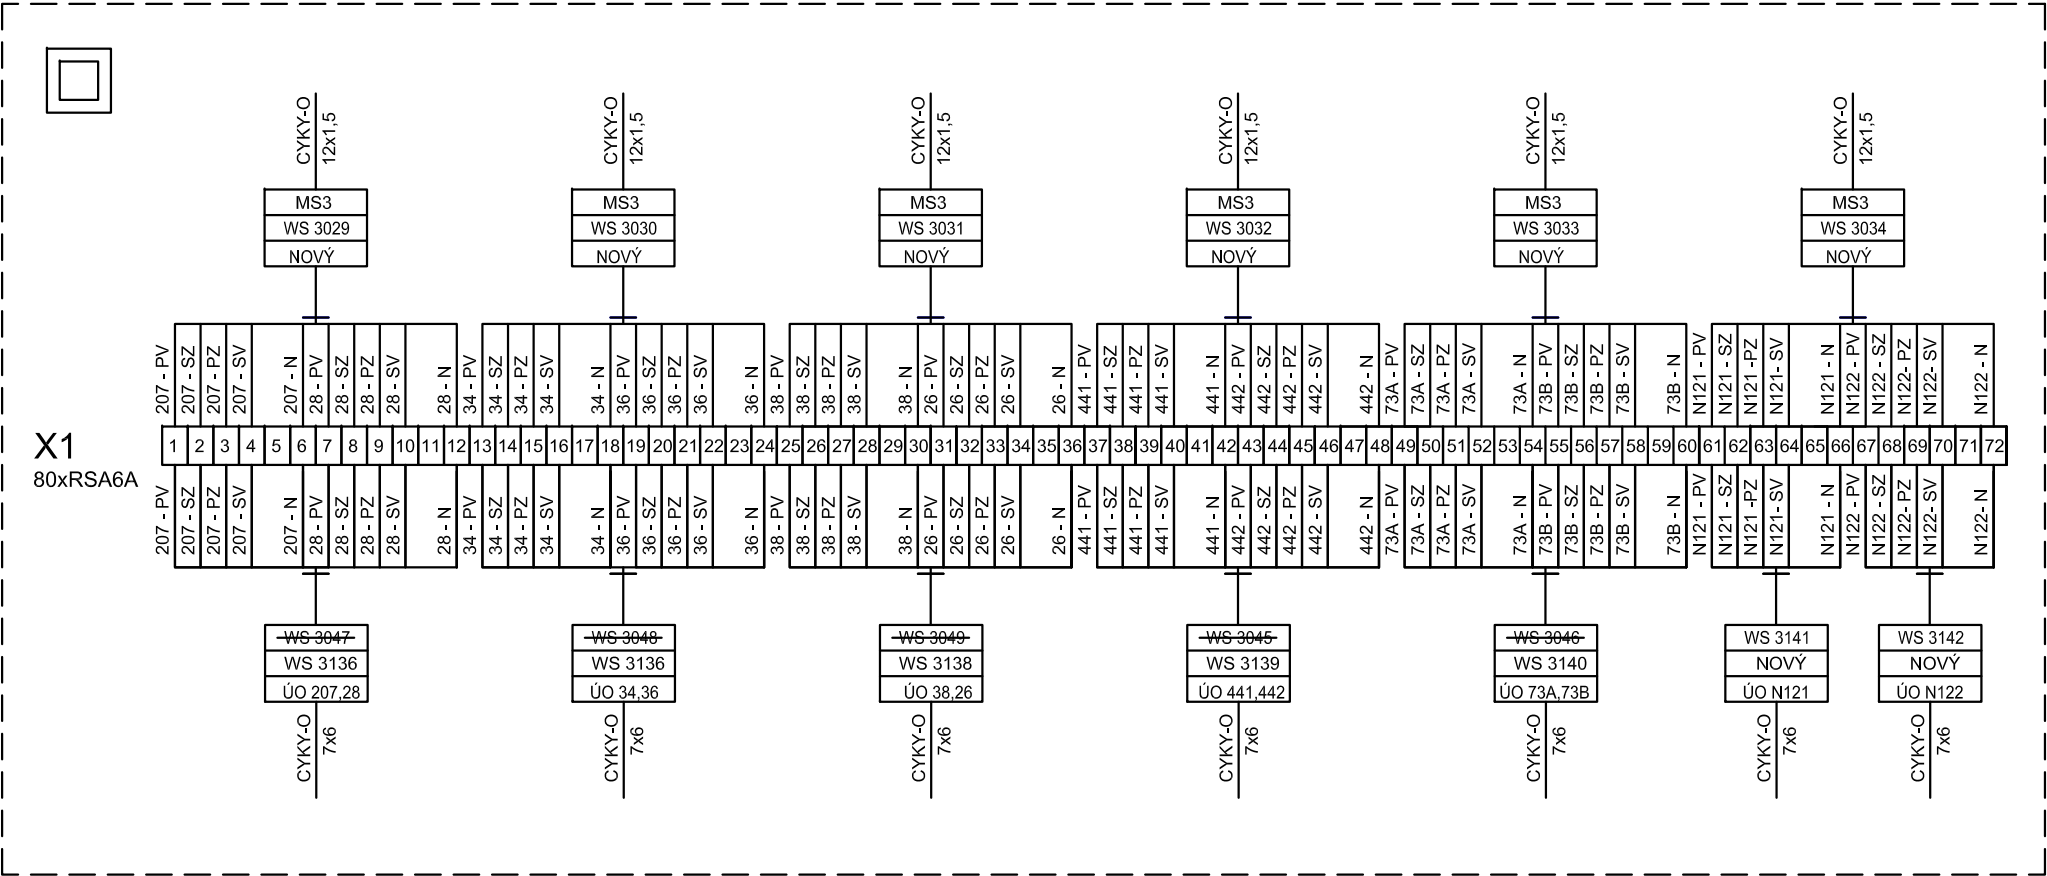 CYKY-O 12x1,5 CYKY-O 12x1,5 CYKY-O 12x1,5 CYKY-O 12x1,5 CYKY-O 12x1,5 CYKY-O 12x1,5
MS3 MS3 MS3 MS3 MS3 MS3
WS 3029 WS 3030 WS 3031 WS 3032 WS 3033 WS 3034
NOVÝ NOVÝ NOVÝ NOVÝ NOVÝ NOVÝ
207 - PV 207 - SZ 207 - PZ 207 - SV 207 - N 28 - PV 28 - SZ 28 - PZ 28 - SV 28 - N 34 - PV 34 - SZ 34 - PZ 34 - SV 34 - N 36 - PV 36 - SZ 36 - PZ 36 - SV 36 - N 38 - PV 38 - SZ 38 - PZ 38 - SV 38 - N 26 - PV 26 - SZ 26 - PZ 26 - SV 26 - N 441 - PV 441 - SZ 441 - PZ 441 - SV 441 - N 442 - PV 442 - SZ 442 - PZ 442 - SV 442 - N 73A - PV 73A - SZ 73A - PZ 73A - SV 73A - N 73B - PV 73B - SZ 73B - PZ 73B - SV 73B - N N121 - PV N121 - SZ N121 -PZ N121- SV N121 - N N122 - PV N122 - SZ N122 - PZ N122- SV N122 - N
X1 1 2 3 4 5 6 7 8 9 10 11 12 13 14 15 16 17 18 19 20 21 22 23 24 25 26 27 28 29 30 31 32 33 34 35 36 37 38 39 40 41 42 43 44 45 46 47 48 49 50 51 52 53 54 55 56 57 58 59 60 61 62 63 64 65 66 67 68 69 70 71 72
80xRSA6A
207 - PV 207 - SZ 207 - PZ 207 - SV 207 - N 28 - PV 28 - SZ 28 - PZ 28 - SV 28 - N 34 - PV 34 - SZ 34 - PZ 34 - SV 34 - N 36 - PV 36 - SZ 36 - PZ 36 - SV 36 - N 38 - PV 38 - SZ 38 - PZ 38 - SV 38 - N 26 - PV 26 - SZ 26 - PZ 26 - SV 26 - N 441 - PV 441 - SZ 441 - PZ 441 - SV 441 - N 442 - PV 442 - SZ 442 - PZ 442 - SV 442 - N 73A - PV 73A - SZ 73A - PZ 73A - SV 73A - N 73B - PV 73B - SZ 73B - PZ 73B - SV 73B - N N121 - PV N121 - SZ N121 -PZ N121- SV N121 - N N122 - PV N122 - SZ N122 - PZ N122- SV N122- N
WS 3047 WS 3048 WS 3049 WS 3045 WS 3046 WS 3141 WS 3142
WS 3136 WS 3136 WS 3138 WS 3139 WS 3140 NOVÝ NOVÝ
ÚO 207,28 ÚO 34,36 ÚO 38,26 ÚO 441,442 ÚO 73A,73B ÚO N121 ÚO N122
CYKY-O 7x6 CYKY-O 7x6 CYKY-O 7x6 CYKY-O 7x6 CYKY-O 7x6 CYKY-O 7x6 CYKY-O 7x6